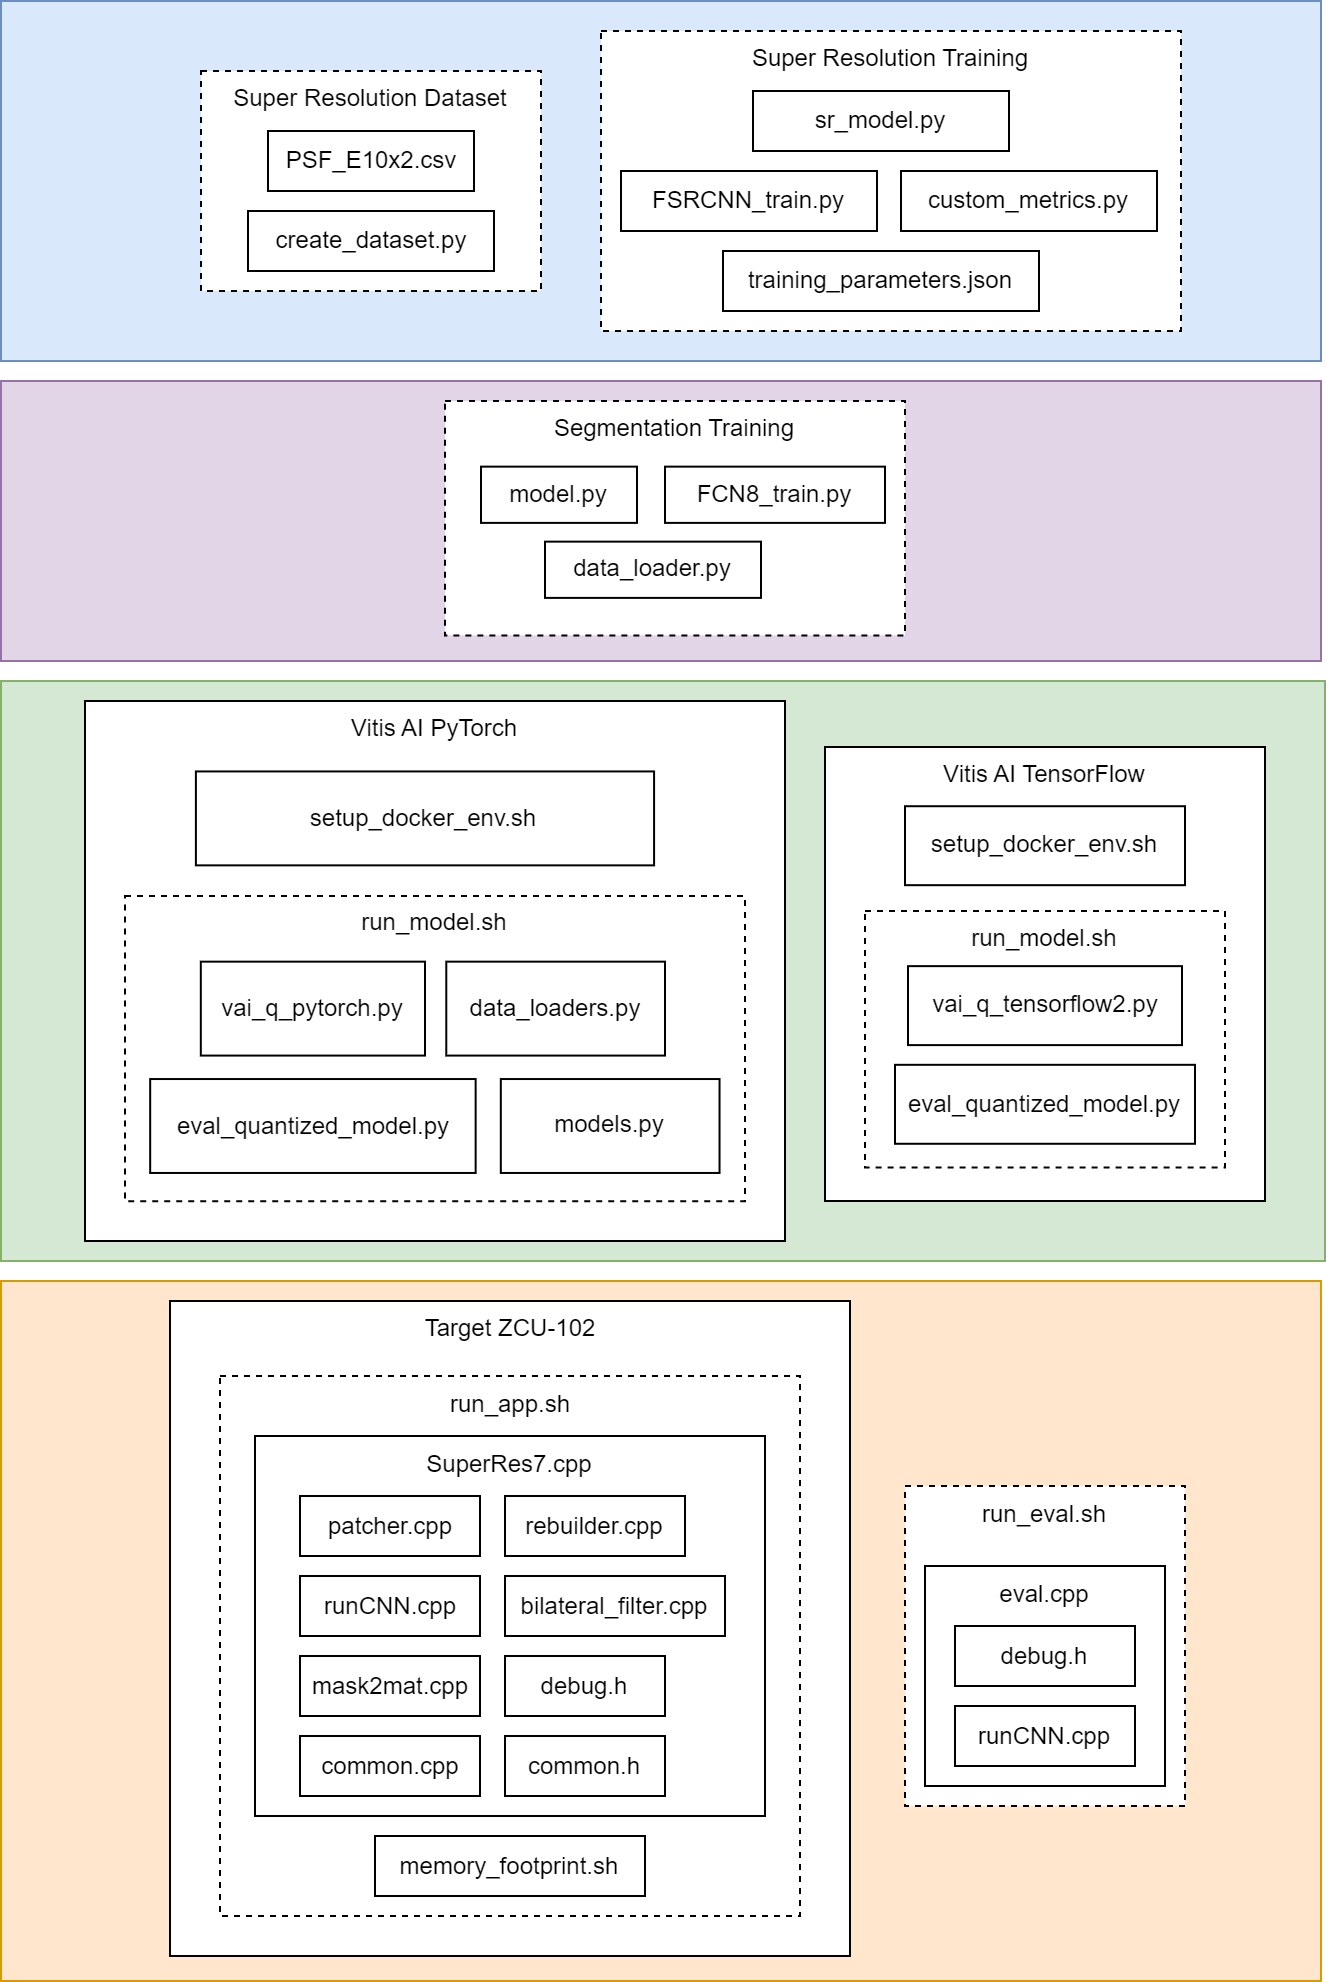 Super Resolution Dataset
PSF_E10x2.csv
create_dataset.py
Super Resolution Training
sr_model.py
FSRCNN_train.py
custom_metrics.py
training_parameters.json
Segmentation Training
model.py
FCN8_train.py
data_loader.py
Vitis AI PyTorch
setup_docker_env.sh
run_model.sh
vai_q_pytorch.py
data_loaders.py
eval_quantized_model.py
models.py
Vitis AI TensorFlow
setup_docker_env.sh
run_model.sh
vai_q_tensorflow2.py
eval_quantized_model.py
Target ZCU-102
run_app.sh
SuperRes7.cpp
patcher.cpp
rebuilder.cpp
runCNN.cpp
bilateral_filter.cpp
mask2mat.cpp
debug.h
common.cpp
common.h
memory_footprint.sh
run_eval.sh
eval.cpp
debug.h
runCNN.cpp